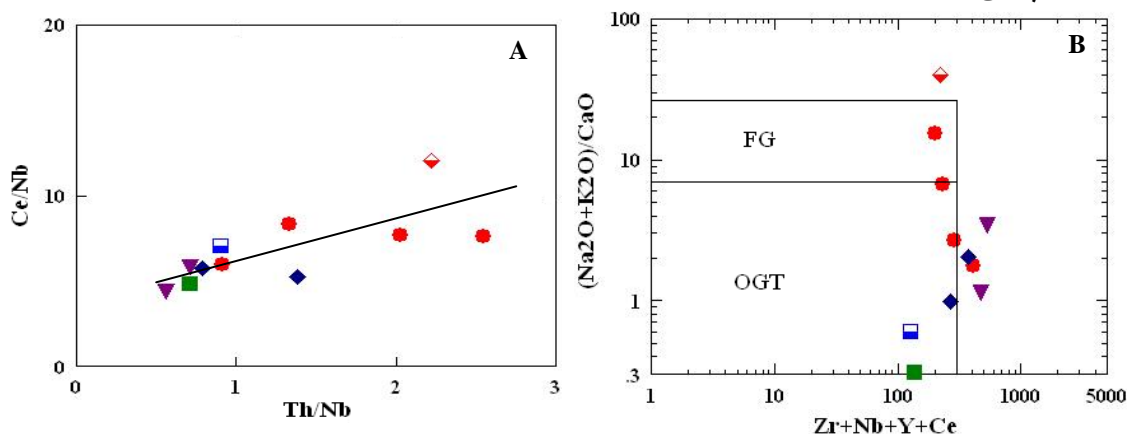 20
A
Ce/Nb
10
0
0 1 2 3
Th/Nb
100
B
(Na2O+K2O)/CaO
FG
10
OGT
1
.3
1 10 100 1000 5000
Zr+Nb+Y+Ce